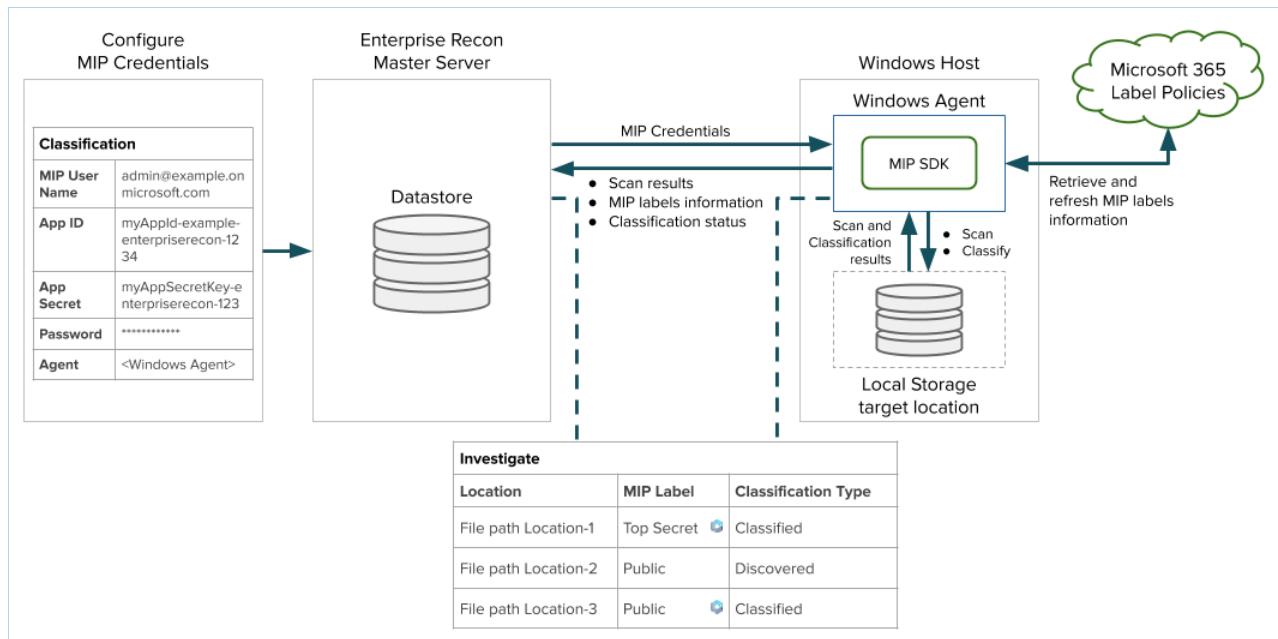 Configure
MIP Credentials
Classification
MIP User
Name
admin@example.on
microsoft.com
App ID
myAppId-example-
enterpriserecon-12
34
App
Secret
myAppSecretKey-e
nterpriserecon-123
Password
************
Agent
<Windows Agent>
Enterprise Recon
Master Server
Datastore
MIP Credentials
● Scan results
● MIP labels information
● Classification status
Windows Host
Windows Agent
MIP SDK
Scan and
Classification
results
● Scan
● Classify
Local Storage
target location
Microsoft 365
Label Policies
Retrieve and
refresh MIP labels
information
Investigate
Location MIP Label Classification Type
File path Location-1 Top Secret Classified
File path Location-2 Public Discovered
File path Location-3 Public Classified